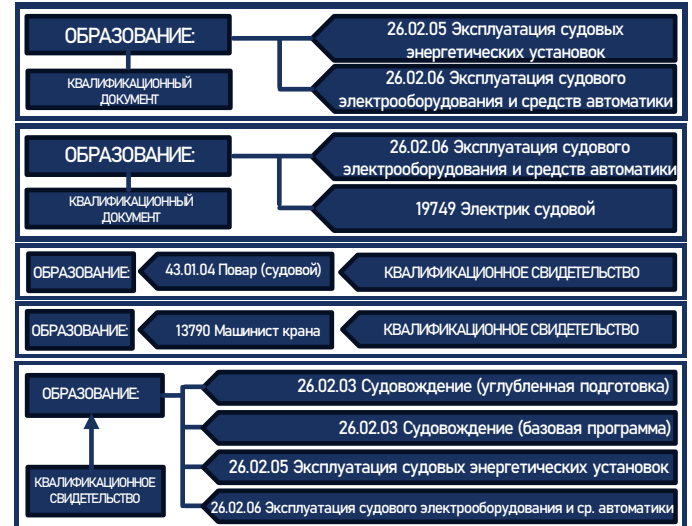 ОБРАЗОВАНИЕ:
КВАЛИФИКАЦИОННЫЙ
ДОКУМЕНТ
26.02.05 Эксплуатация судовых
энергетических установок
26.02.06 Эксплуатация судового
электрооборудования и средств автоматики
ОБРАЗОВАНИЕ:
КВАЛИФИКАЦИОННЫЙ
ДОКУМЕНТ
26.02.06 Эксплуатация судового
электрооборудования и средств автоматики
19749 Электрик судовой
ОБРАЗОВАНИЕ:
43.01.04 Повар (судовой)
КВАЛИФИКАЦИОННОЕ СВИДЕТЕЛЬСТВО
ОБРАЗОВАНИЕ:
13790 Машинист крана
КВАЛИФИКАЦИОННОЕ СВИДЕТЕЛЬСТВО
ОБРАЗОВАНИЕ:
КВАЛИФИКАЦИОННОЕ
СВИДЕТЕЛЬСТВО
26.02.03 Судовождение (углубленная подготовка)
26.02.03 Судовождение (базовая программа)
26.02.05 Эксплуатация судовых энергетических установок
26.02.06 Эксплуатация судового электрооборудования и ср. автоматики